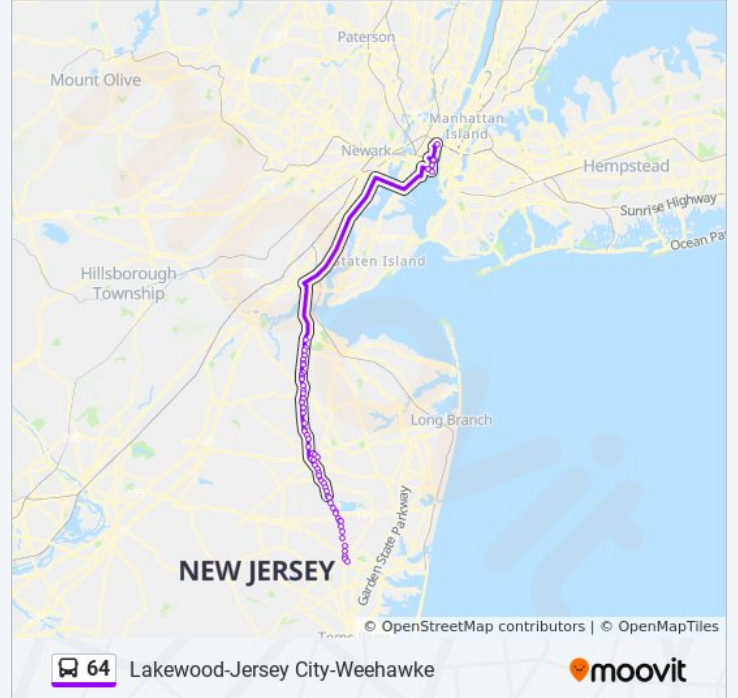 Paterson
Mount Olive
Manhattan
Island
Newark
Hempstead
Sunrise Highway
Ocean Pa
Staten Island
Hillsborough
Township
Long Branch
Garden State Parkway
NEW JERSEY
© OpenStreetMap contributors | © OpenMapTiles
64 Lakewood-Jersey City-Weehawke
moovit